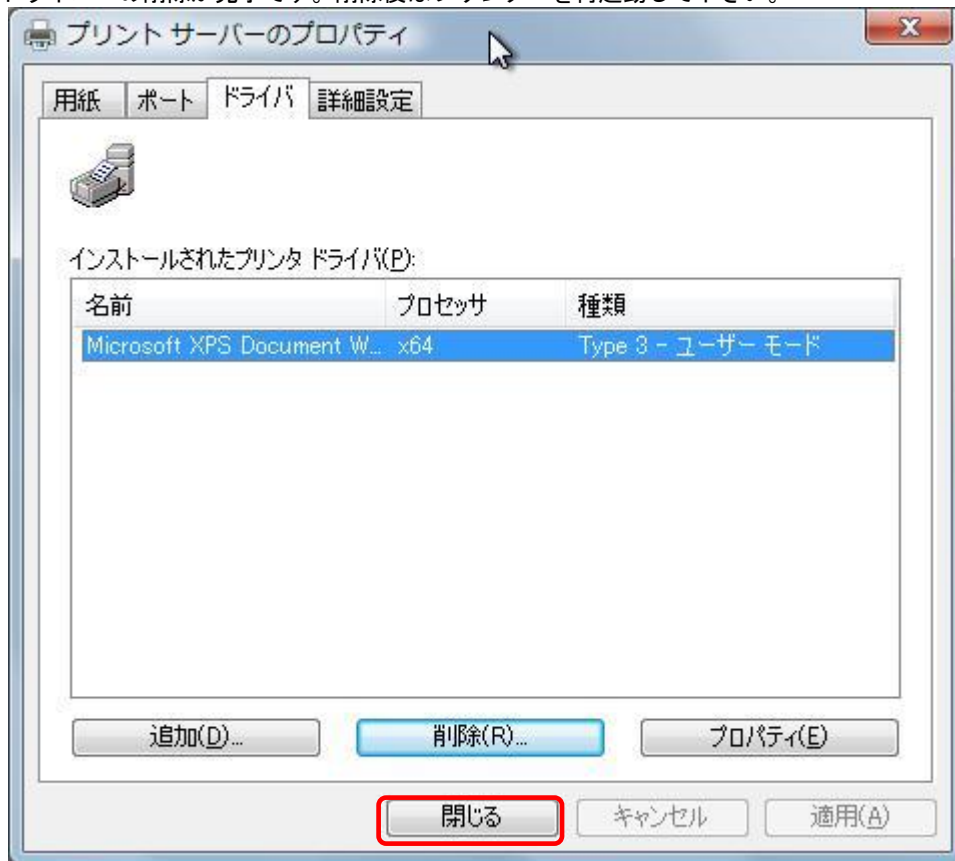 プリント サーバーのプロパティ
用紙 ポート ドライバ 詳細設定
インストールされたプリンタ ドライバ(P):
名前 プロセッサ 種類
Microsoft XPS Document W... x64 Type 3 - ユーザー モード
追加(D)... 削除(R)... プロパティ(E)
閉じる キャンセル 適用(A)